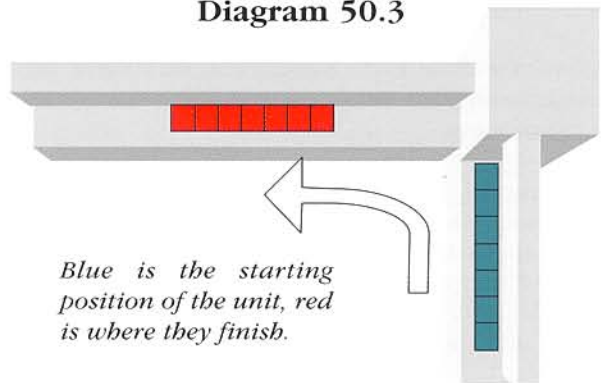 Diagram 50.3
Blue is the starting
position of the unit, red
is where they finish.